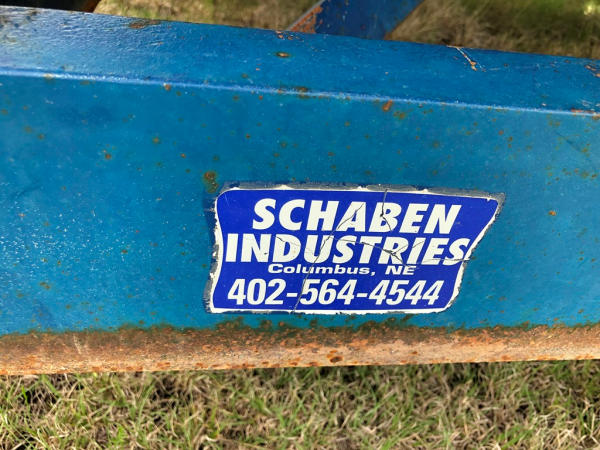 SCHABEN
INDUSTRIES
Columbus, NE
402-564-4544